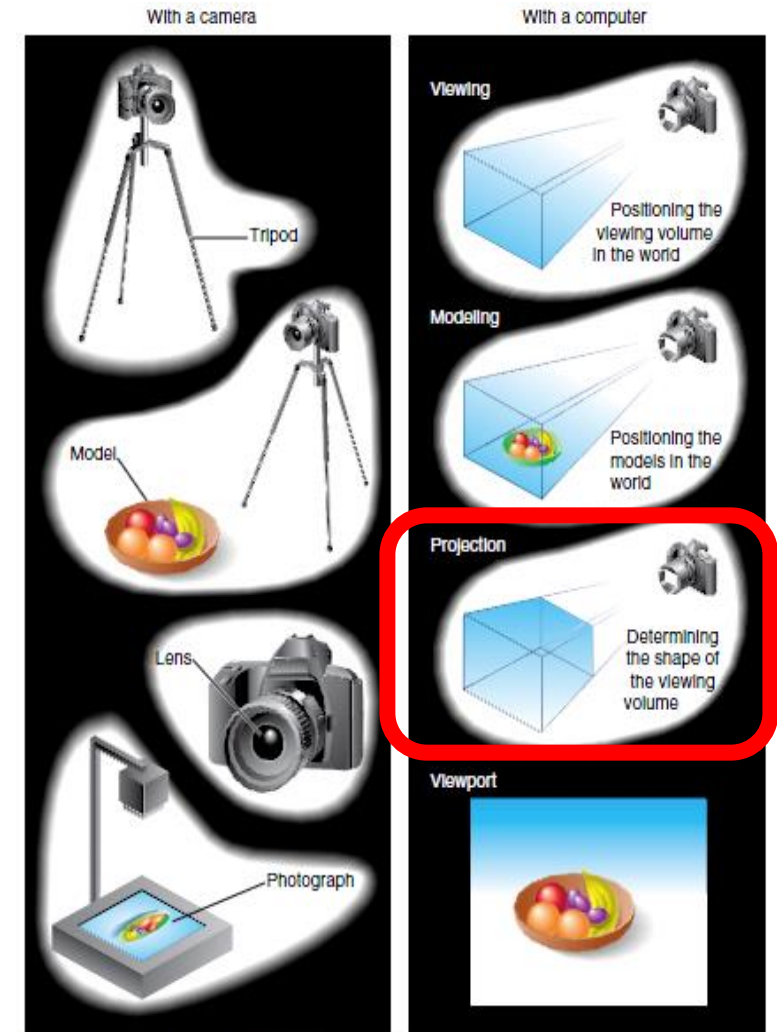 With a camera
With a computer
Tripod
Model
Lens
Photograph
Viewing
Positioning the
viewing volume
in the world
Modeling
Positioning the
models in the
world
Projection
Determining
the shape of
the viewing
volume
Viewport